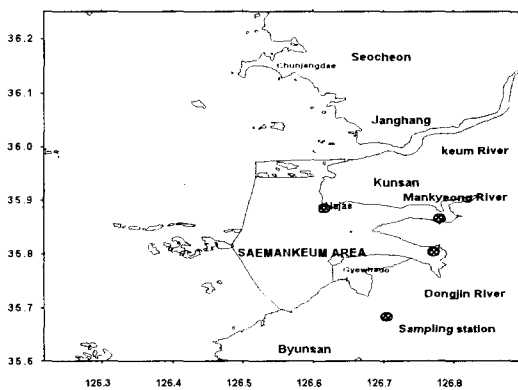 36.2
Seocheon
Chunjangdae
36.1
Janghang
keum River
36.0
Kunsan
35.9
Mankyeong River
35.8
SAEMANKEUM AREA
Gyewhado
Dongjin River
35.7
Sampling station
Byunsan
35.6
126.3 126.4 126.5 126.6 126.7 126.8